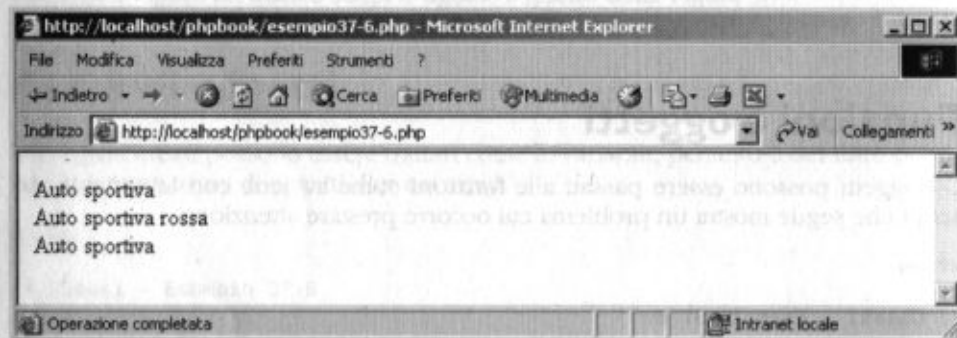 http://localhost/phpbook/esempio37-6.php - Microsoft Internet Explorer
File Modifica Visualizza Preferiti Strumenti ?
Indietro Cerca Preferiti Multimedia
Indirizzo http://localhost/phpbook/esempio37-6.php Vai Collegamenti »
Auto sportiva
Auto sportiva rossa
Auto sportiva
Operazione completata Intranet locale